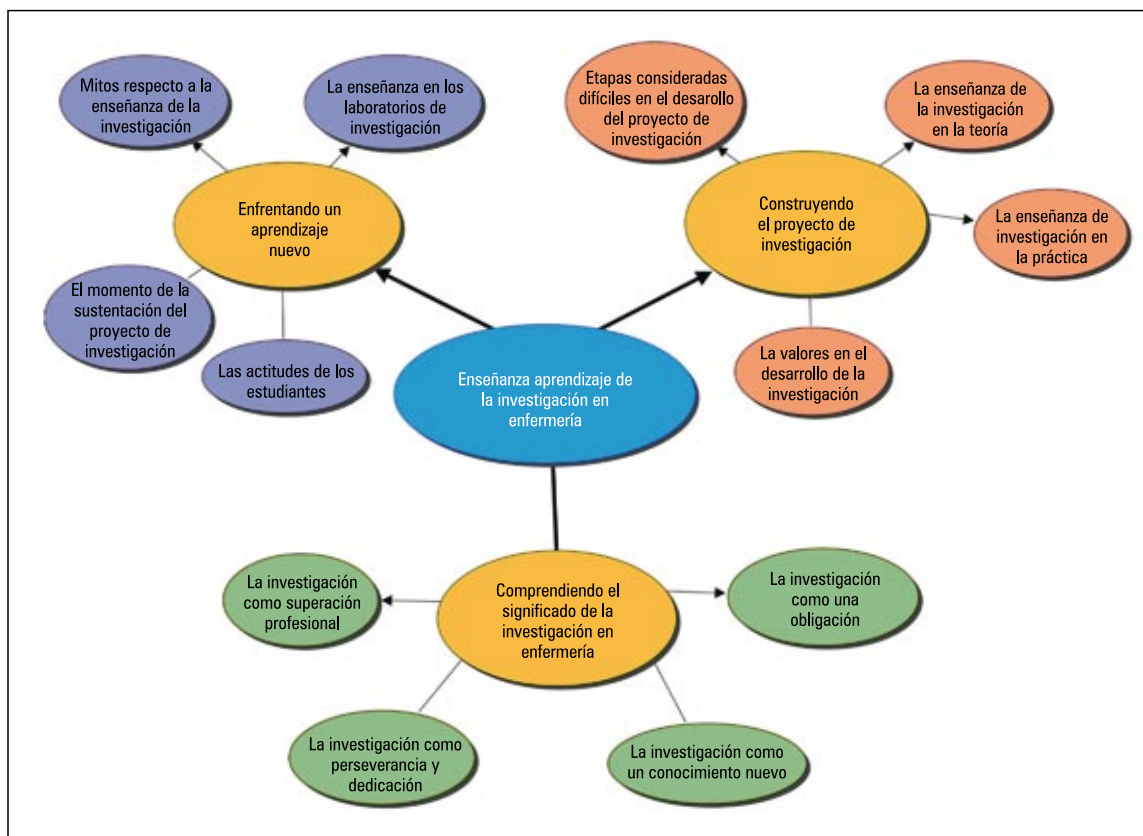 Mitos respecto a la
enseñanza de la
investigación
La enseñanza en los
laboratorios de
investigación
Enfrentando un
aprendizaje
nuevo
El momento de la
sustentación del
proyecto de
investigación
Las actitudes de los
estudiantes
Etapas consideradas
difíciles en el desarollo
del proyecto de
investigación
La enseñanza de
la investigación
en la teoría
Construyendo
el proyecto de
investigación
La enseñanza de
investigación en
la práctica
La valores en el
desarrollo de la
investigación
Enseñanza aprendizaje de
la investigación en
enfermería
La investigación
como superación
profesional
Comprendiendo el
significado de la
investigación en
enfermería
La investigación
como una
obligación
La investigación como
perseverancia y
dedicación
La investigación como
un conocimiento nuevo